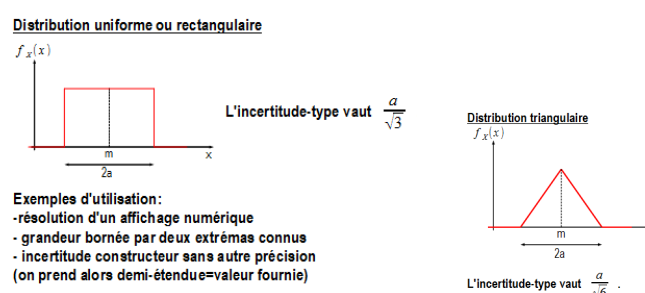 Distribution uniforme ou rectangulaire
f_X(x)
L'incertitude-type vaut a/√3
m
x
2a
Exemples d'utilisation:
-résolution d'un affichage numérique
- grandeur bornée par deux extrémas connus
- incertitude constructeur sans autre précision
(on prend alors demi-étendue=valeur fournie)
Distribution triangulaire
f_X(x)
m
2a
L'incertitude-type vaut a/√6 .